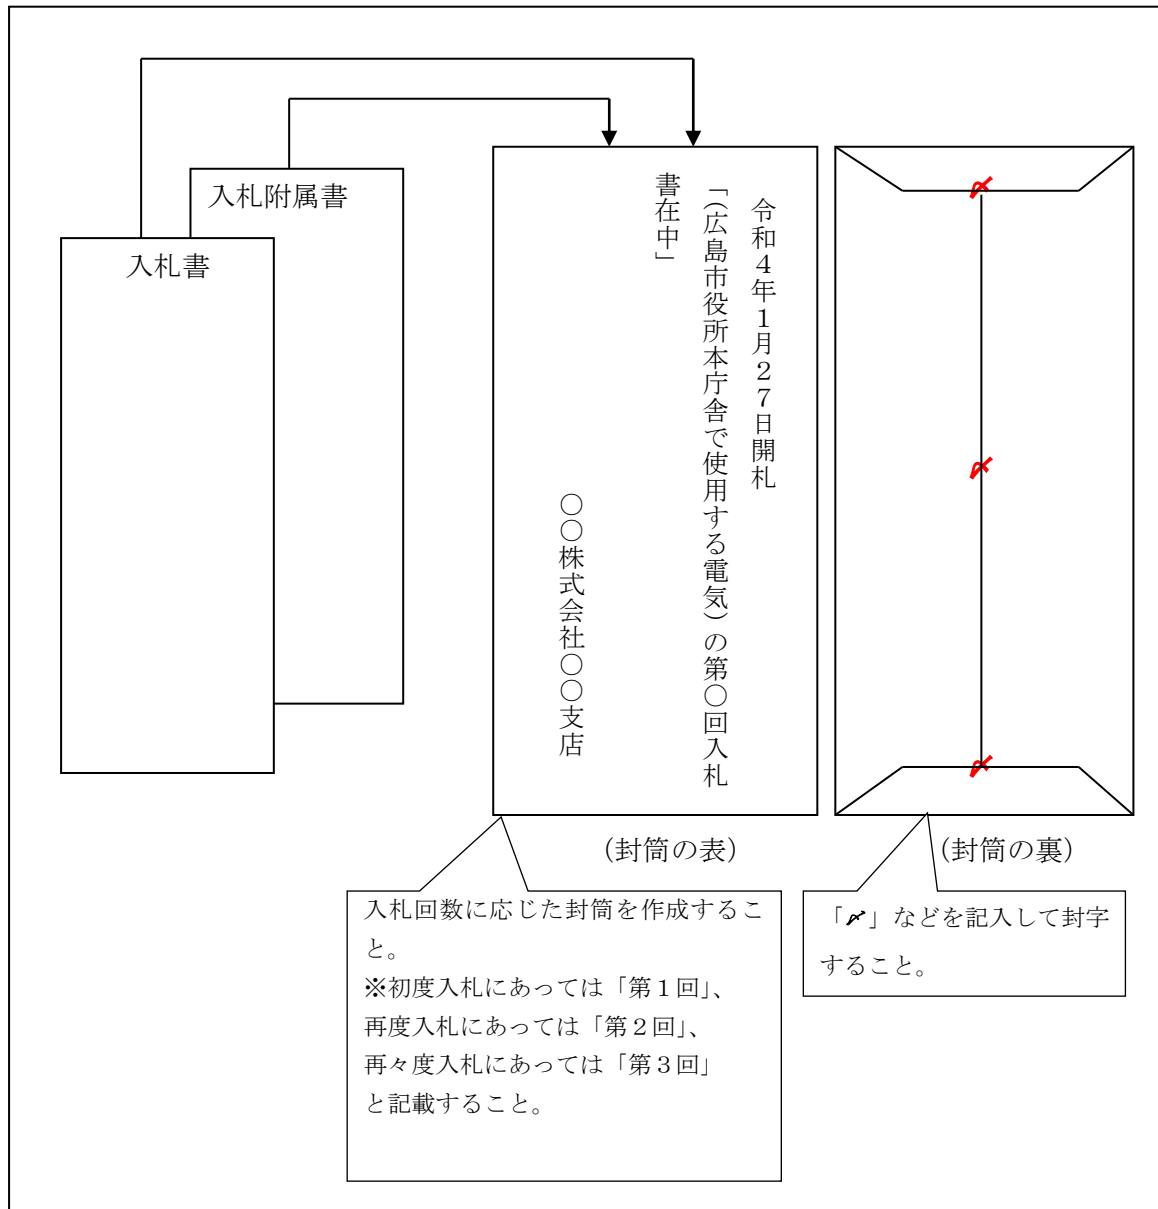 入札附属書
入札書
令和４年１月２７日開札
「（広島市役所本庁舎で使用する電気）の第〇回入札
書在中」
〇〇株式会社〇〇支店
〆
〆
〆
（封筒の表）
（封筒の裏）
入札回数に応じた封筒を作成するこ
と。
※初度入札にあっては「第１回」、
再度入札にあっては「第２回」、
再々度入札にあっては「第３回」
と記載すること。
「〆」などを記入して封字
すること。